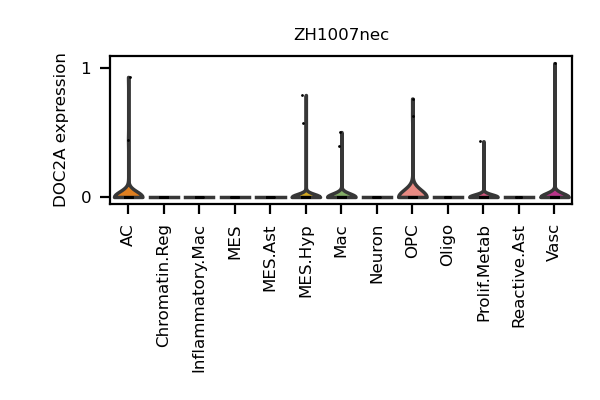 ZH1007nec
DOC2A expression
1
0
AC
Chromatin.Reg
Inflammatory.Mac
MES
MES.Ast
MES.Hyp
Mac
Neuron
OPC
Oligo
Prolif.Metab
Reactive.Ast
Vasc